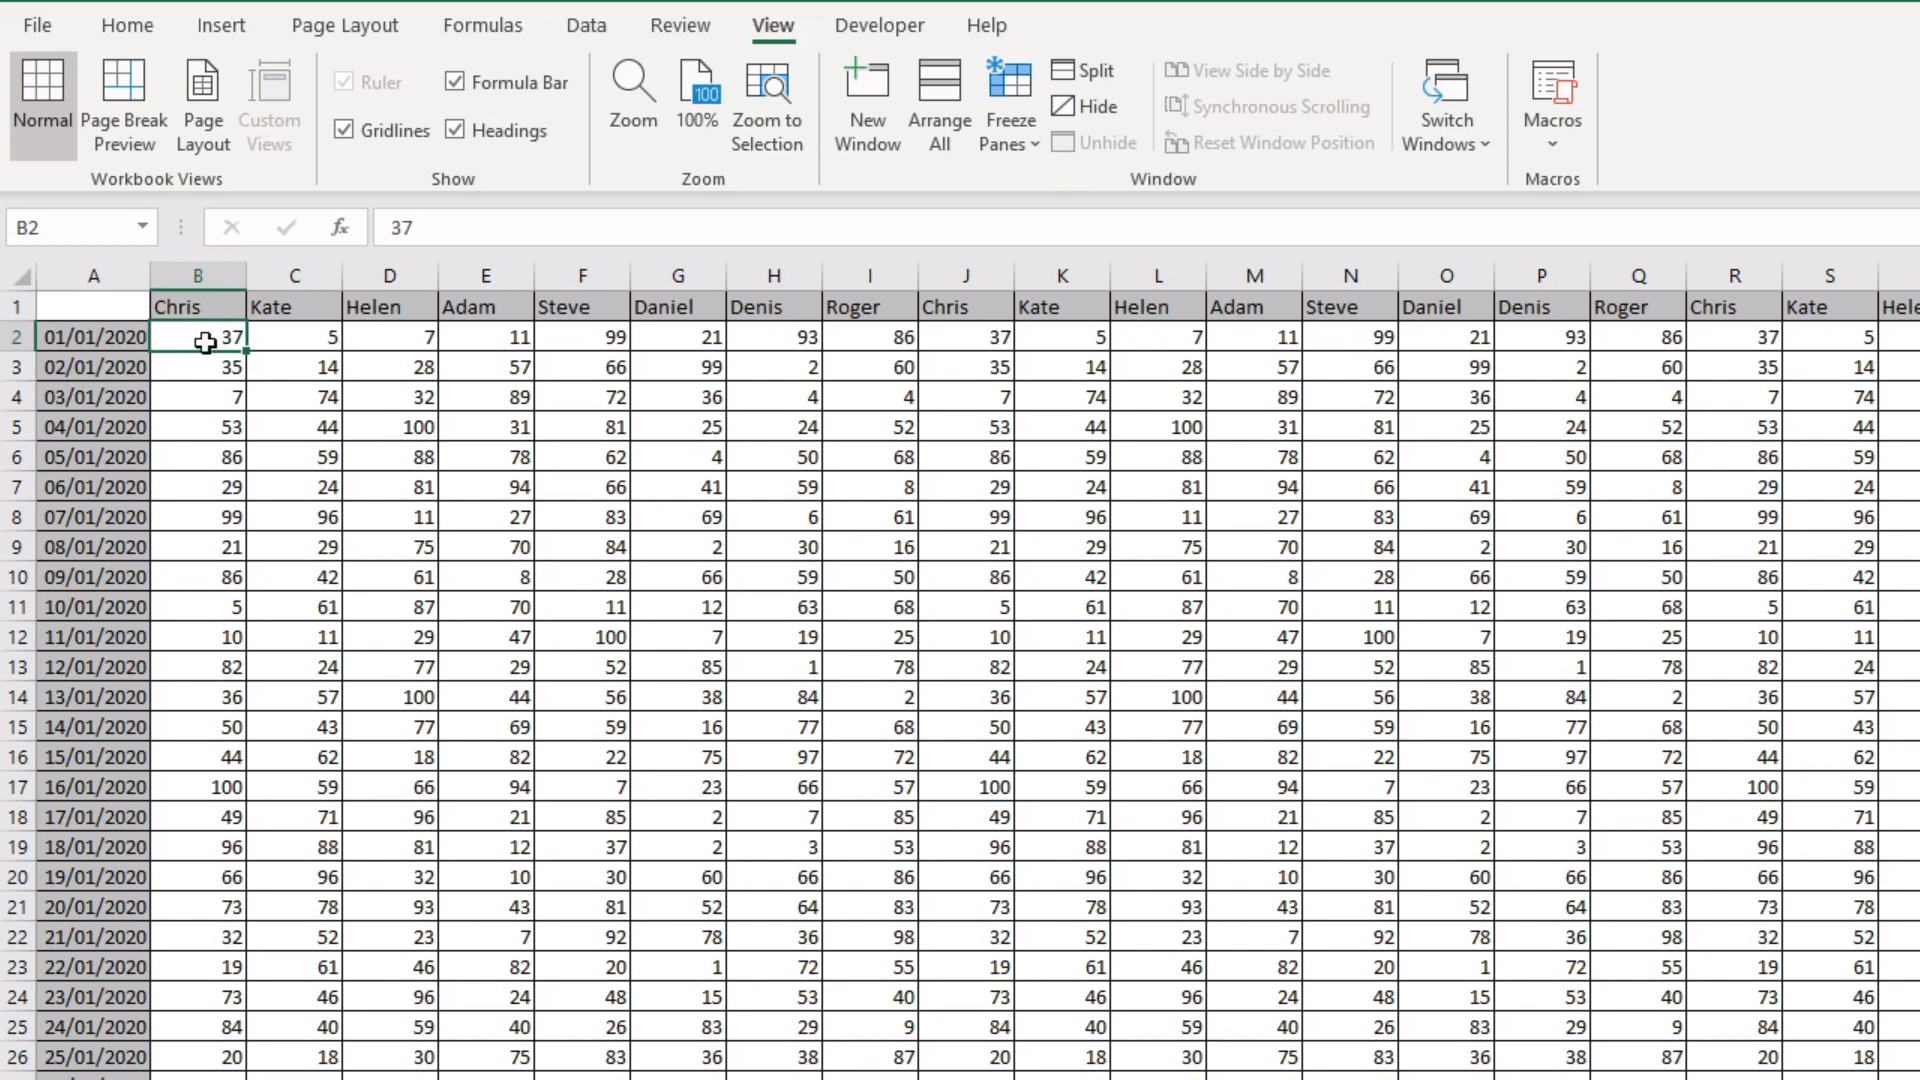 File Home Insert Page Layout Formulas Data Review View Developer Help
Normal Page Break Preview Page Layout Custom Views
Ruler Formula Bar
Gridlines Headings
Zoom 100 100% Zoom to Selection
New Window Arrange All Freeze Panes
Split
Hide
Unhide
View Side by Side
Synchronous Scrolling
Reset Window Position
Switch Windows Macros
Workbook Views Show Zoom Window Macros
B2 fx 37
A B C D E F G H I J K L M N O P Q R S
1 Chris Kate Helen Adam Steve Daniel Denis Roger Chris Kate Helen Adam Steve Daniel Denis Roger Chris Kate Hele
2 01/01/2020 37 5 7 11 99 21 93 86 37 5 7 11 99 21 93 86 37 5
3 02/01/2020 35 14 28 57 66 99 2 60 35 14 28 57 66 99 2 60 35 14
4 03/01/2020 7 74 32 89 72 36 4 4 7 74 32 89 72 36 4 4 7 74
5 04/01/2020 53 44 100 31 81 25 24 52 53 44 100 31 81 25 24 52 53 44
6 05/01/2020 86 59 88 78 62 4 50 68 86 59 88 78 62 4 50 68 86 59
7 06/01/2020 29 24 81 94 66 41 59 8 29 24 81 94 66 41 59 8 29 24
8 07/01/2020 99 96 11 27 83 69 6 61 99 96 11 27 83 69 6 61 99 96
9 08/01/2020 21 29 75 70 84 2 30 16 21 29 75 70 84 2 30 16 21 29
10 09/01/2020 86 42 61 8 28 66 59 50 86 42 61 8 28 66 59 50 86 42
11 10/01/2020 5 61 87 70 11 12 63 68 5 61 87 70 11 12 63 68 5 61
12 11/01/2020 10 11 29 47 100 7 19 25 10 11 29 47 100 7 19 25 10 11
13 12/01/2020 82 24 77 29 52 85 1 78 82 24 77 29 52 85 1 78 82 24
14 13/01/2020 36 57 100 44 56 38 84 2 36 57 100 44 56 38 84 2 36 57
15 14/01/2020 50 43 77 69 59 16 77 68 50 43 77 69 59 16 77 68 50 43
16 15/01/2020 44 62 18 82 22 75 97 72 44 62 18 82 22 75 97 72 44 62
17 16/01/2020 100 59 66 94 7 23 66 57 100 59 66 94 7 23 66 57 100 59
18 17/01/2020 49 71 96 21 85 2 7 85 49 71 96 21 85 2 7 85 49 71
19 18/01/2020 96 88 81 12 37 2 3 53 96 88 81 12 37 2 3 53 96 88
20 19/01/2020 66 96 32 10 30 60 66 86 66 96 32 10 30 60 66 86 66 96
21 20/01/2020 73 78 93 43 81 52 64 83 73 78 93 43 81 52 64 83 73 78
22 21/01/2020 32 52 23 7 92 78 36 98 32 52 23 7 92 78 36 98 32 52
23 22/01/2020 19 61 46 82 20 1 72 55 19 61 46 82 20 1 72 55 19 61
24 23/01/2020 73 46 96 24 48 15 53 40 73 46 96 24 48 15 53 40 73 46
25 24/01/2020 84 40 59 40 26 83 29 9 84 40 59 40 26 83 29 9 84 40
26 25/01/2020 20 18 30 75 83 36 38 87 20 18 30 75 83 36 38 87 20 18